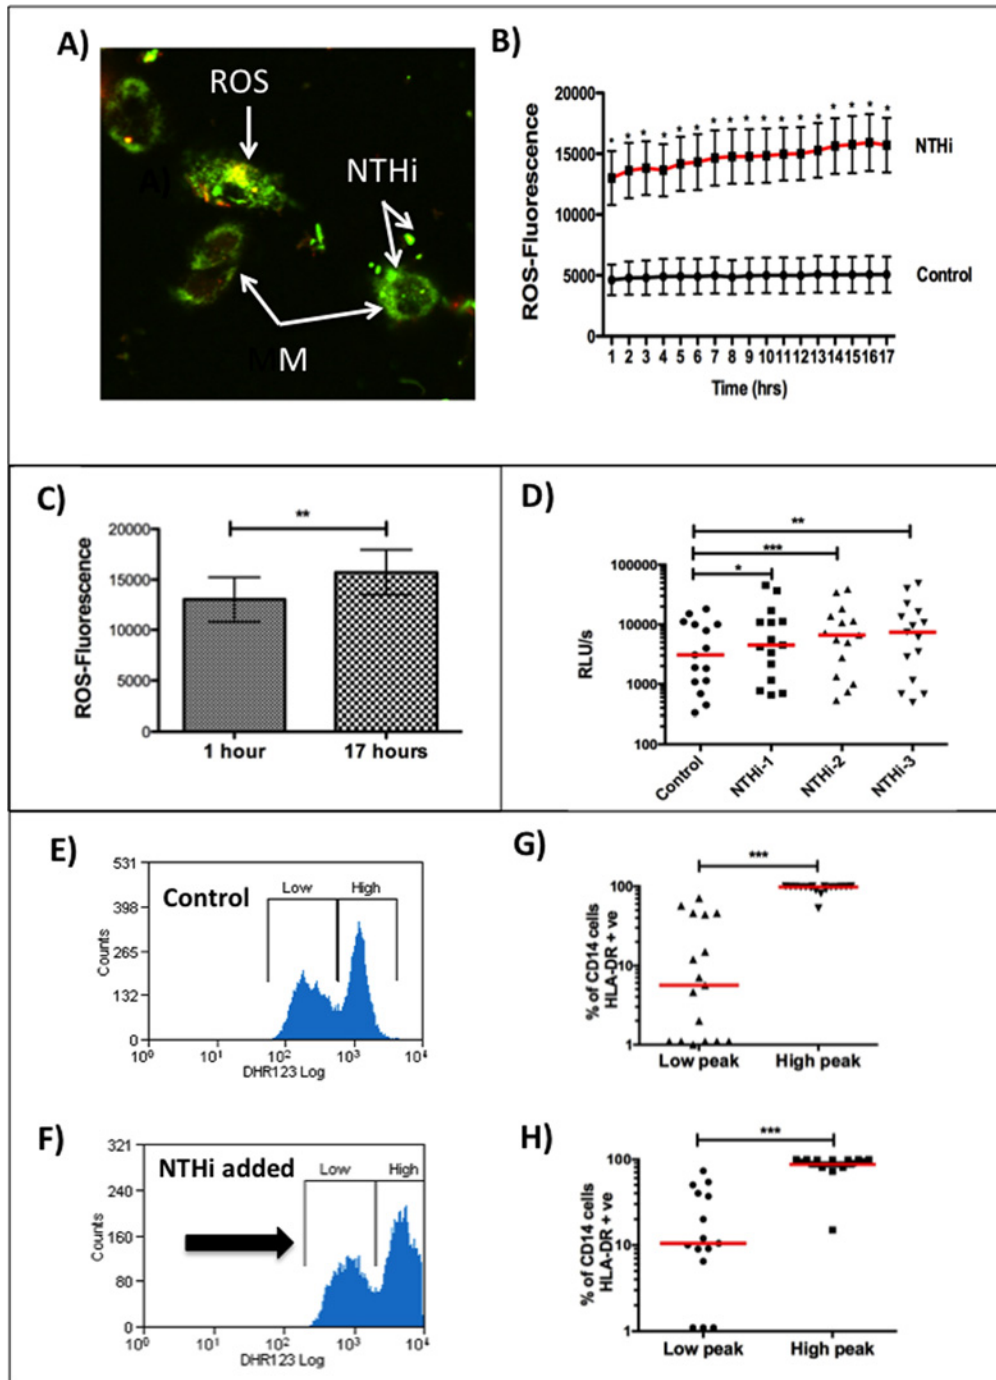 A)
ROS
NTHi
A)
MM
B)
ROS-Fluorescence
20000
15000
10000
5000
0
* * * * * * * * * * * * * * * * *
NTHi
Control
1 2 3 4 5 6 7 8 9 10 11 12 13 14 15 16 17
Time (hrs)
C)
ROS-Fluorescence
20000
15000
10000
5000
0
**
1 hour 17 hours
D)
RLU/s
100000
10000
1000
100
**
***
*
Control NTHi-1 NTHi-2 NTHi-3
E)
Control
Low High
Counts
531
398
265
132
0
10⁰ 10¹ 10² 10³ 10⁴
DHR123 Log
G)
***
% of CD14 cells
HLA-DR + ve
100
10
1
Low peak High peak
F)
NTHi added
Low High
Counts
321
240
160
80
0
10⁰ 10¹ 10² 10³ 10⁴
DHR123 Log
H)
***
% of CD14 cells
HLA-DR + ve
100
10
1
Low peak High peak